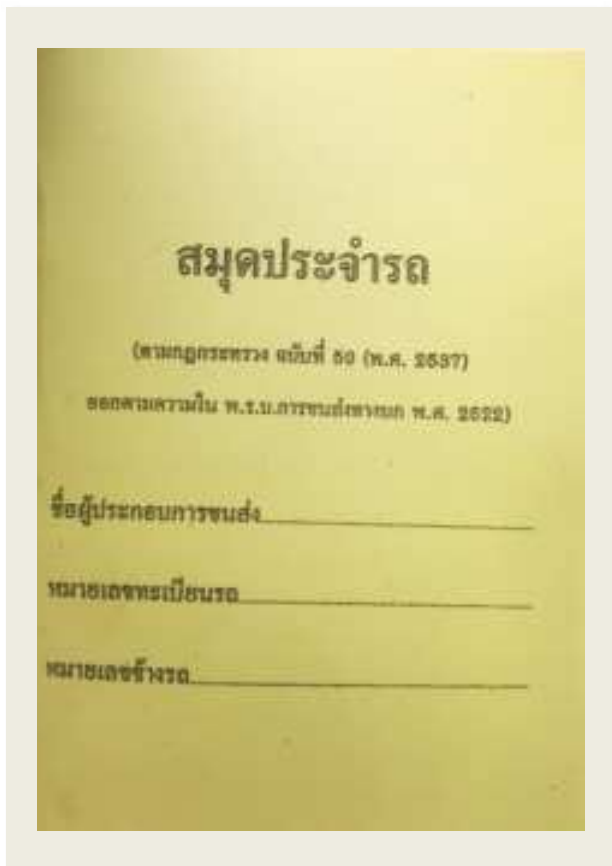 สมุดประจำรถ
(ตามกฎกระทรวง ฉบับที่ 50 (พ.ศ. 2537)
ออกตามความใน พ.ร.บ.การขนส่งทางบก พ.ศ. 2522)
ชื่อผู้ประกอบการขนส่ง
หมายเลขทะเบียนรถ
หมายเลขข้างรถ